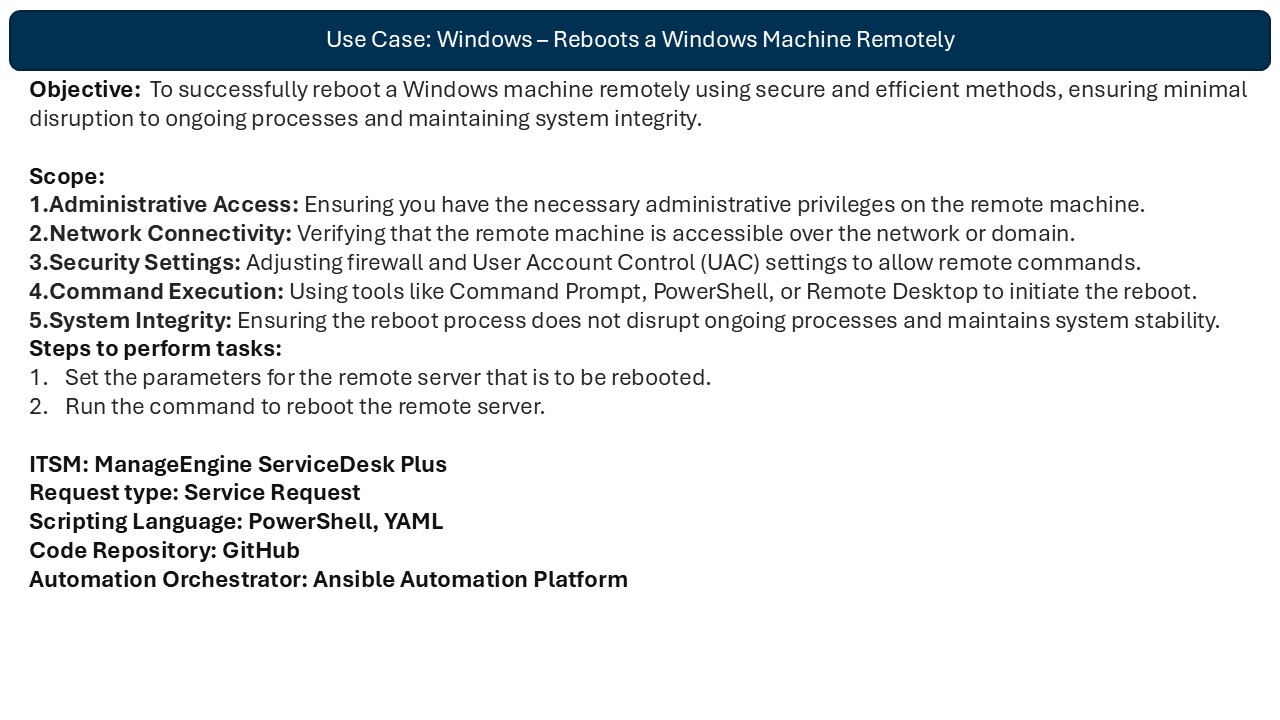 Use Case: Windows – Reboots a Windows Machine Remotely
Objective: To successfully reboot a Windows machine remotely using secure and efficient methods, ensuring minimal
disruption to ongoing processes and maintaining system integrity.
Scope:
1.Administrative Access: Ensuring you have the necessary administrative privileges on the remote machine.
2.Network Connectivity: Verifying that the remote machine is accessible over the network or domain.
3.Security Settings: Adjusting firewall and User Account Control (UAC) settings to allow remote commands.
4.Command Execution: Using tools like Command Prompt, PowerShell, or Remote Desktop to initiate the reboot.
5.System Integrity: Ensuring the reboot process does not disrupt ongoing processes and maintains system stability.
Steps to perform tasks:
1. Set the parameters for the remote server that is to be rebooted.
2. Run the command to reboot the remote server.
ITSM: ManageEngine ServiceDesk Plus
Request type: Service Request
Scripting Language: PowerShell, YAML
Code Repository: GitHub
Automation Orchestrator: Ansible Automation Platform